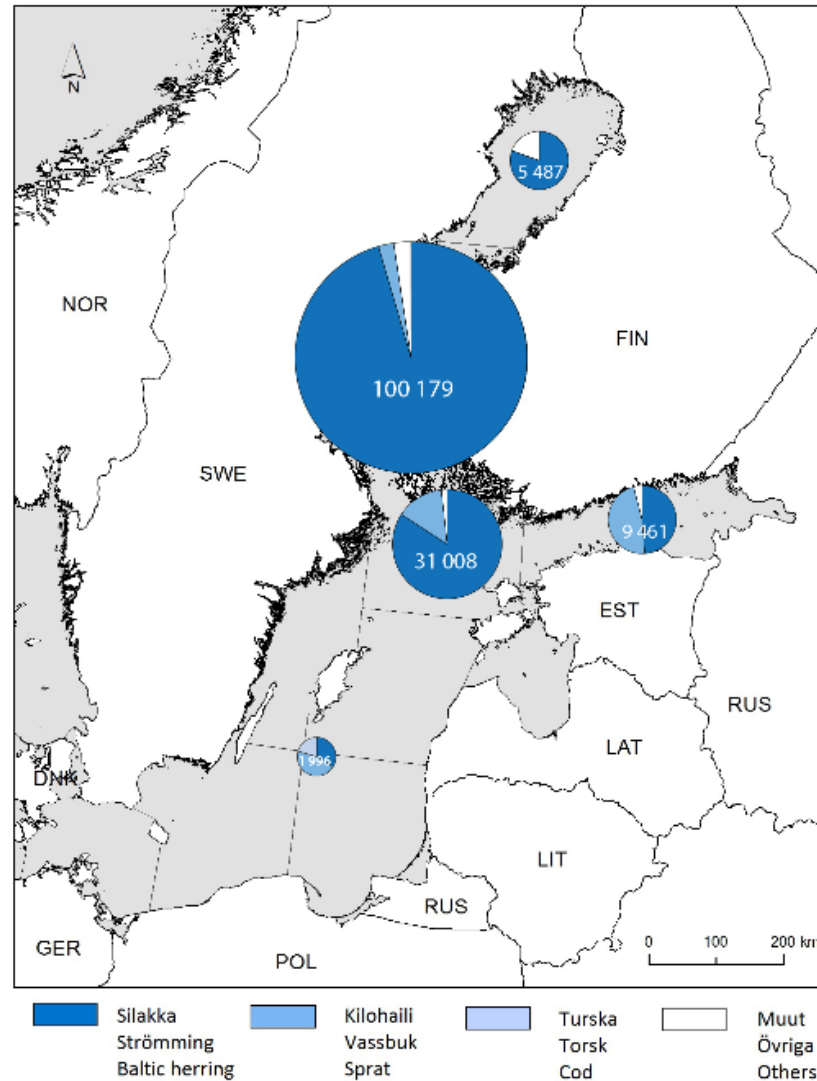 N
5 487
NOR
FIN
100 179
SWE
9 461
31 008
EST
RUS
1 996
LAT
DNK
LIT
RUS
GER
POL
0 100 200 km
Silakka Kilohaili Turska Muut
Strömming Vassbuk Torsk Övriga
Baltic herring Sprat Cod Others